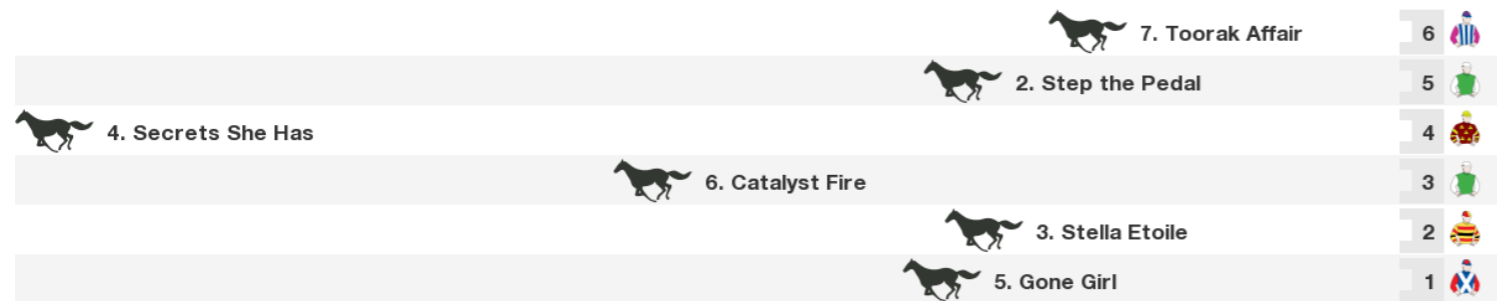 7. Toorak Affair 6
2. Step the Pedal 5
4. Secrets She Has 4
6. Catalyst Fire 3
3. Stella Etoile 2
5. Gone Girl 1